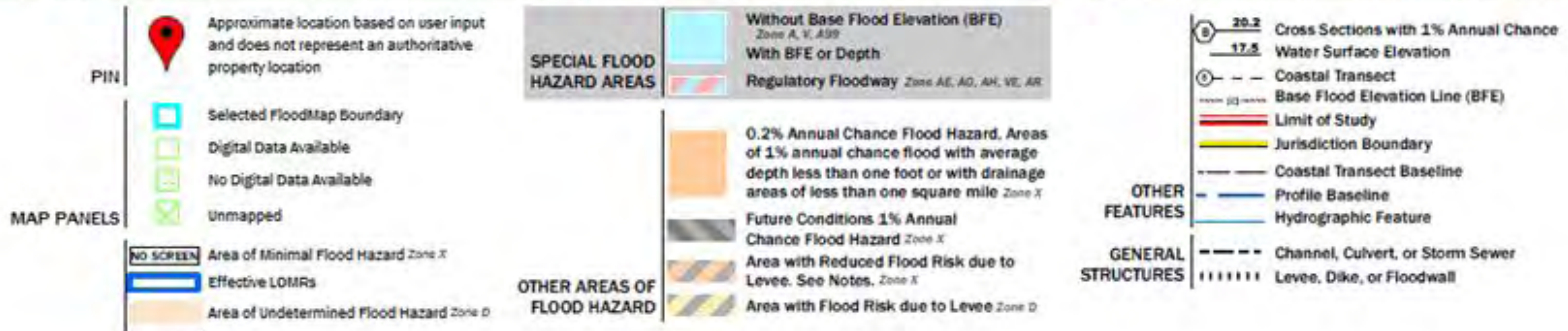 PIN
Approximate location based on user input
and does not represent an authoritative
property location
MAP PANELS
Selected FloodMap Boundary
Digital Data Available
No Digital Data Available
Unmapped
NO SCREEN Area of Minimal Flood Hazard Zone X
Effective LOMRs
Area of Undetermined Flood Hazard Zone D
SPECIAL FLOOD
HAZARD AREAS
Without Base Flood Elevation (BFE)
Zone A, V, A99
With BFE or Depth
Regulatory Floodway Zone AE, AO, AH, VE, AR
OTHER AREAS OF
FLOOD HAZARD
0.2% Annual Chance Flood Hazard, Areas
of 1% annual chance flood with average
depth less than one foot or with drainage
areas of less than one square mile Zone X
Future Conditions 1% Annual
Chance Flood Hazard Zone X
Area with Reduced Flood Risk due to
Levee. See Notes. Zone X
Area with Flood Risk due to Levee Zone D
OTHER
FEATURES
B 20.2 Cross Sections with 1% Annual Chance
17.5 Water Surface Elevation
Coastal Transect
Base Flood Elevation Line (BFE)
Limit of Study
Jurisdiction Boundary
Coastal Transect Baseline
Profile Baseline
Hydrographic Feature
GENERAL
STRUCTURES
Channel, Culvert, or Storm Sewer
Levee, Dike, or Floodwall